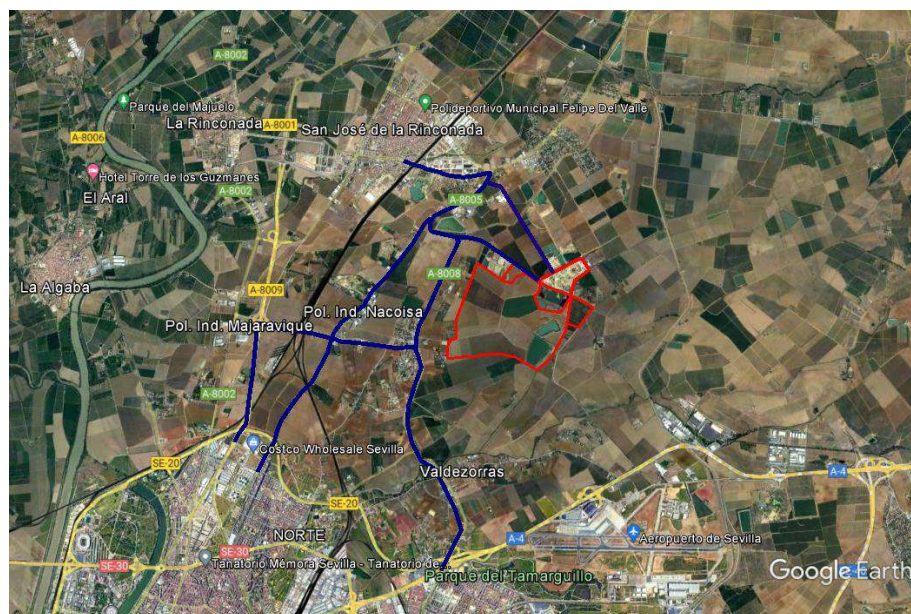 A-8002
Parque del Majuelo
Polideportivo Municipal Felipe Del Valle
La Rinconada
A-8001
San José de la Rinconada
A-8006
Hotel Torre de los Guzmanes
A-8002
El Aral
A-8005
La Algaba
A-8009
A-8008
Pol. Ind. Nacoisa
Pol. Ind. Majaravique
A-8002
Costco Wholesale Sevilla
SE-20
Valdezorras
A-4
SE-20
NORTE
A-4
Aeropuerto de Sevilla
SE-30
SE-30
Tanatorio Mémora Sevilla - Tanatorio de...
Parque del Tamarguillo
Google Earth
A-4